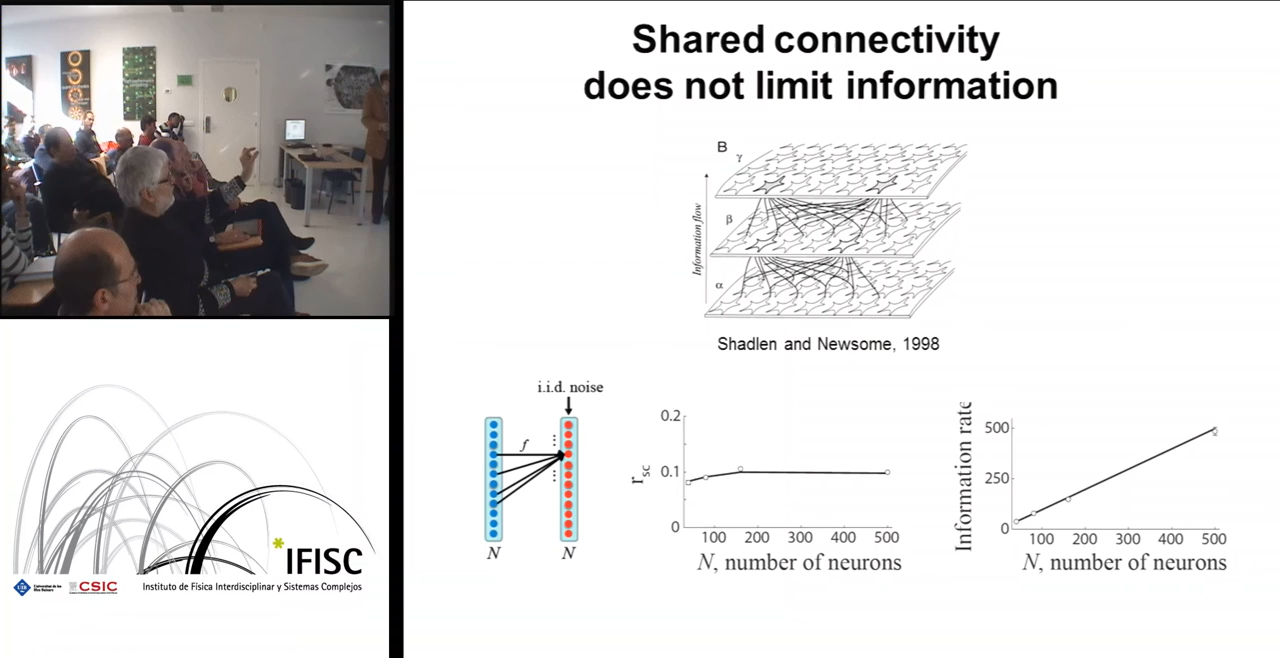 Shared connectivity
does not limit information
B
γ
β
α
Information flow
Shadlen and Newsome, 1998
i.i.d. noise
f
N
N
0.2
0.1
0
r_sc
100 200 300 400 500
N, number of neurons
500
250
0
Information rate
100 200 300 400 500
N, number of neurons
*IFISC
UIB
CSIC
Instituto de Física Interdisciplinar y Sistemas Complejos